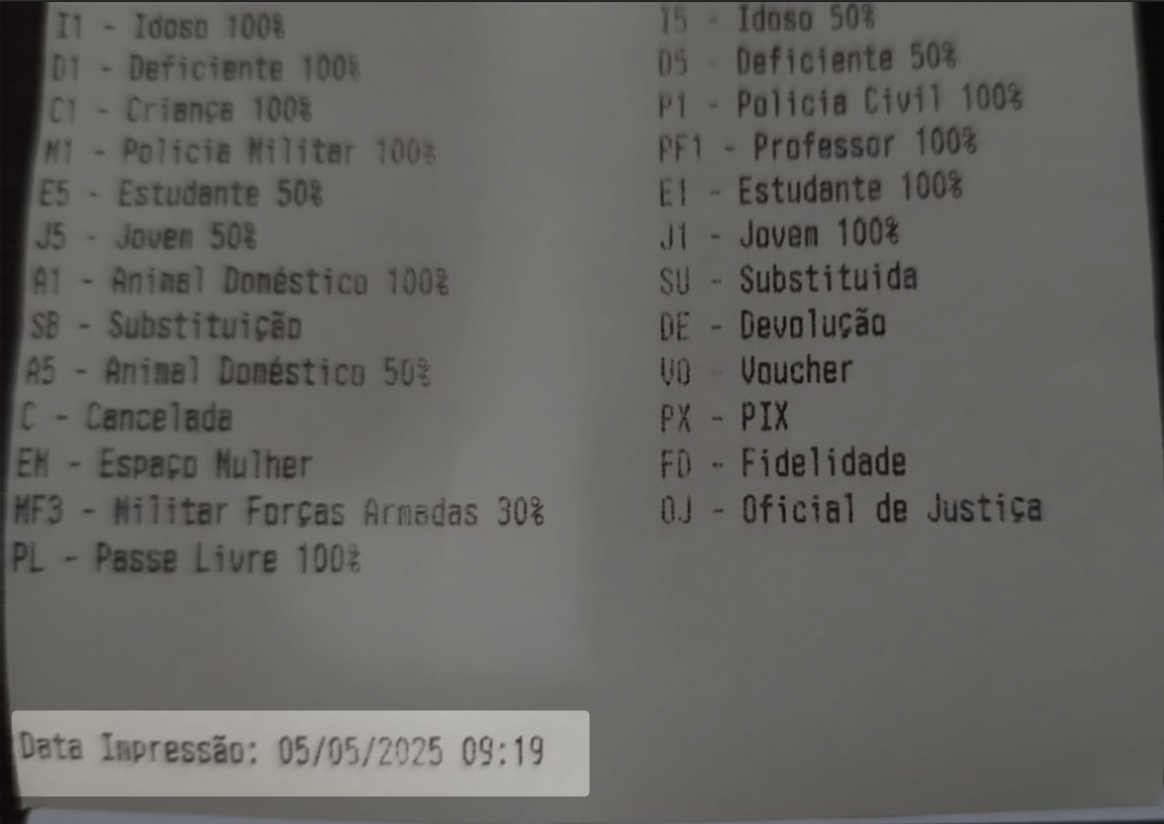 I1 - Idoso 100% I5 - Idoso 50%
D1 - Deficiente 100% D5 - Deficiente 50%
C1 - Criança 100% P1 - Policia Civil 100%
M1 - Policia Militar 100% PF1 - Professor 100%
E5 - Estudante 50% E1 - Estudante 100%
J5 - Jovem 50% J1 - Jovem 100%
A1 - Animal Doméstico 100% SU - Substituida
SB - Substituição DE - Devolução
A5 - Animal Doméstico 50% VO - Voucher
C - Cancelada PX - PIX
EM - Espaço Mulher FD - Fidelidade
MF3 - Militar Forças Armadas 30% OJ - Oficial de Justiça
PL - Passe Livre 100%
Data Impressão: 05/05/2025 09:19